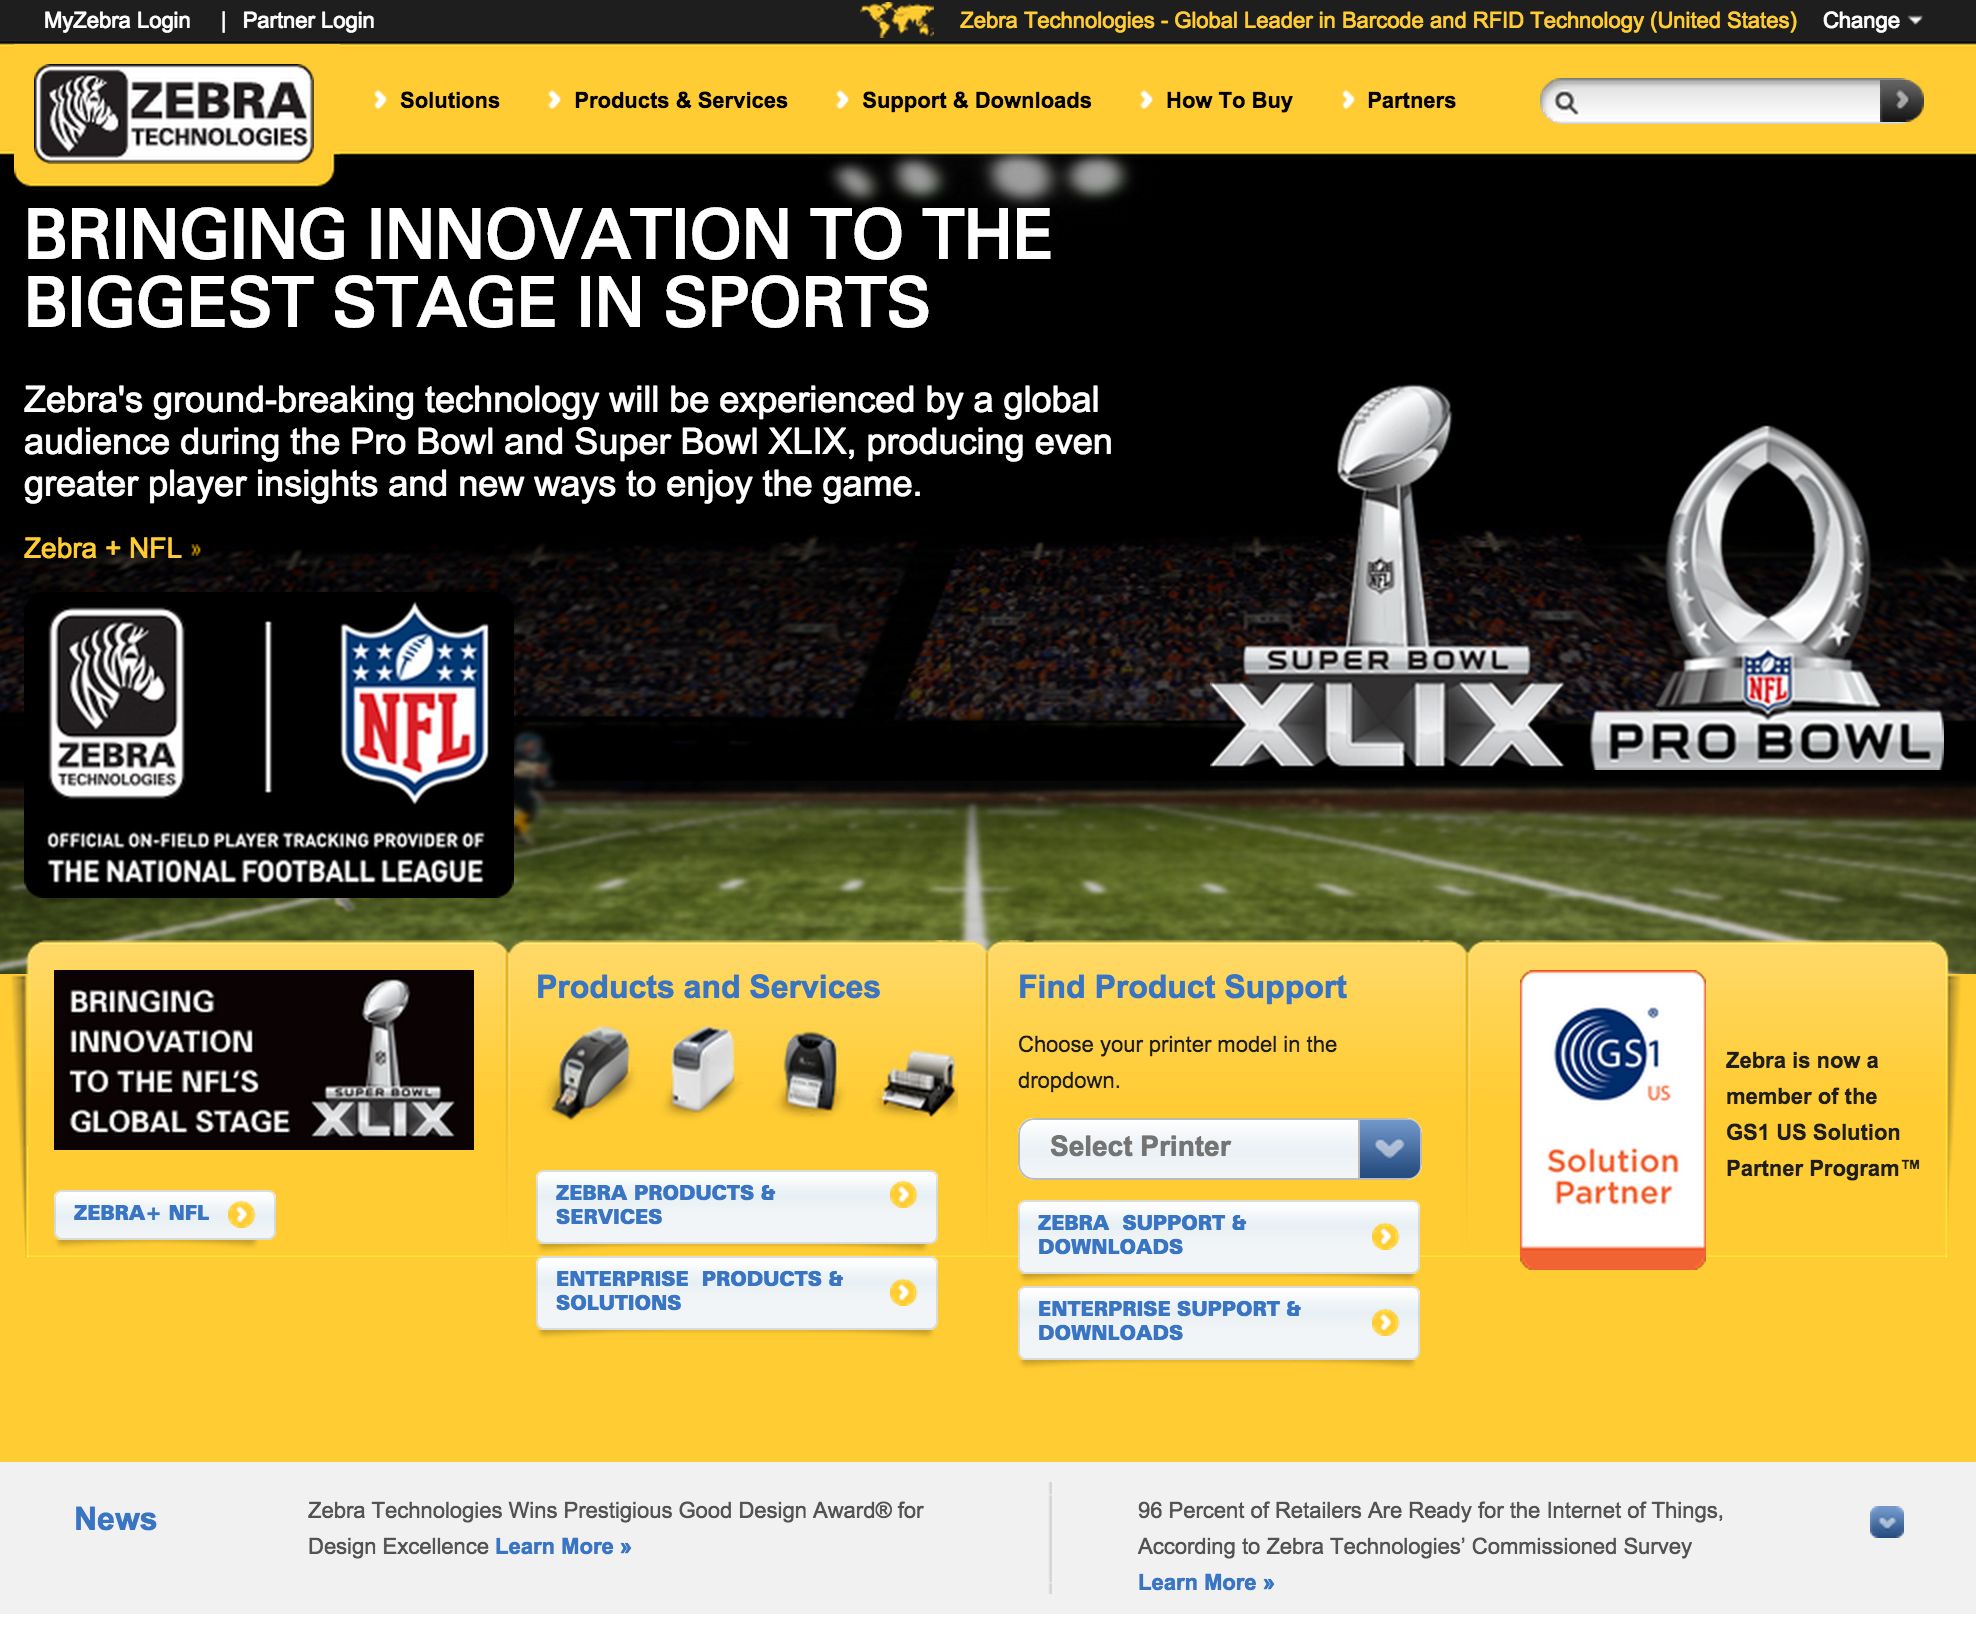 MyZebra Login | Partner Login
Zebra Technologies - Global Leader in Barcode and RFID Technology (United States) Change
ZEBRA
TECHNOLOGIES
Solutions
Products & Services
Support & Downloads
How To Buy
Partners
BRINGING INNOVATION TO THE
BIGGEST STAGE IN SPORTS
Zebra's ground-breaking technology will be experienced by a global
audience during the Pro Bowl and Super Bowl XLIX, producing even
greater player insights and new ways to enjoy the game.
Zebra + NFL »
ZEBRA
TECHNOLOGIES
NFL
OFFICIAL ON-FIELD PLAYER TRACKING PROVIDER OF
THE NATIONAL FOOTBALL LEAGUE
NFL
SUPER BOWL
XLIX
NFL
PRO BOWL
BRINGING
INNOVATION
TO THE NFL'S
GLOBAL STAGE
SUPER BOWL
XLIX
ZEBRA+ NFL
Products and Services
ZEBRA PRODUCTS &
SERVICES
ENTERPRISE PRODUCTS &
SOLUTIONS
Find Product Support
Choose your printer model in the
dropdown.
Select Printer
ZEBRA SUPPORT &
DOWNLOADS
ENTERPRISE SUPPORT &
DOWNLOADS
GS1 ®
US
Solution
Partner
Zebra is now a
member of the
GS1 US Solution
Partner Program™
News
Zebra Technologies Wins Prestigious Good Design Award® for
Design Excellence Learn More »
96 Percent of Retailers Are Ready for the Internet of Things,
According to Zebra Technologies’ Commissioned Survey
Learn More »